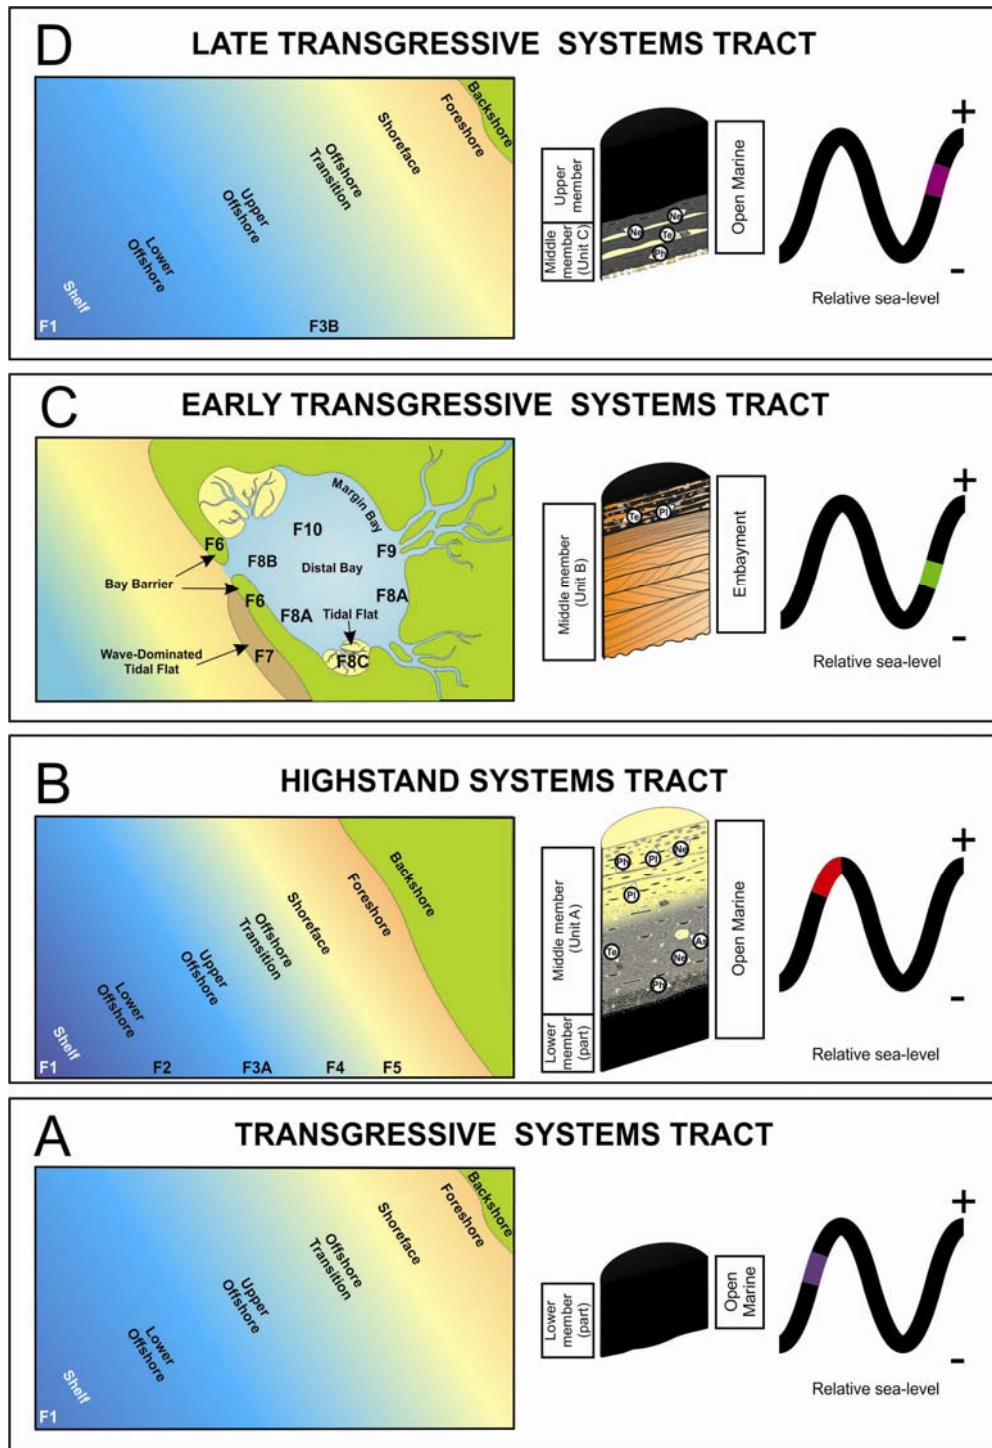 D
LATE TRANSGRESSIVE SYSTEMS TRACT
Backshore
Foreshore
Shoreface
Offshore
Transition
Upper
Offshore
Lower
Offshore
Shelf
F1
F3B
Upper
member
Middle
member
(Unit C)
Ne
Ne
Te
Ph
Open Marine
+
-
Relative sea-level
C
EARLY TRANSGRESSIVE SYSTEMS TRACT
Margin Bay
F10
F6
F9
F8B
Distal Bay
Bay Barrier
F6
F8A
F8A
Tidal Flat
Wave-Dominated
Tidal Flat
F7
F8C
Middle member
(Unit B)
Te
Pl
Embayment
+
-
Relative sea-level
B
HIGHSTAND SYSTEMS TRACT
Backshore
Foreshore
Shoreface
Offshore
Transition
Upper
Offshore
Lower
Offshore
Shelf
F1
F2
F3A
F4
F5
Middle member
(Unit A)
Lower
member
(part)
Ph
Pl
Ne
Pl
Te
Ar
Ne
Ph
Open Marine
+
-
Relative sea-level
A
TRANSGRESSIVE SYSTEMS TRACT
Backshore
Foreshore
Shoreface
Offshore
Transition
Upper
Offshore
Lower
Offshore
Shelf
F1
Lower
member
(part)
Open
Marine
+
-
Relative sea-level